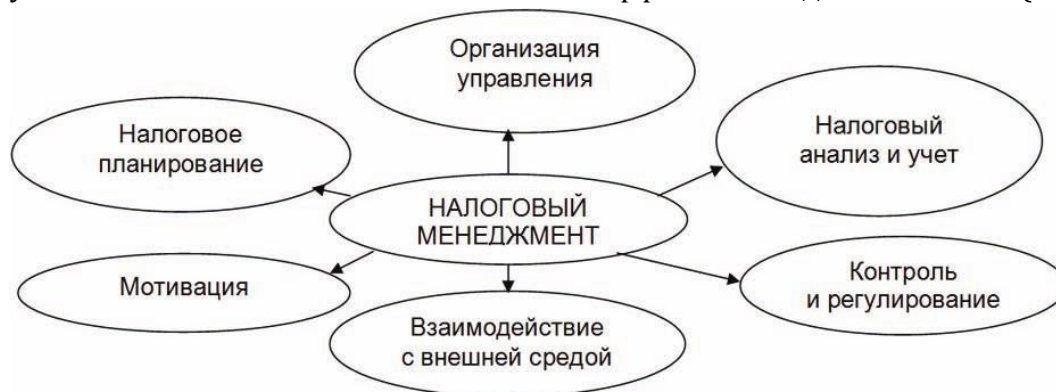 Организация
управления
Налоговое
планирование
Налоговый
анализ и учет
НАЛОГОВЫЙ
МЕНЕДЖМЕНТ
Мотивация
Контроль
и регулирование
Взаимодействие
с внешней средой